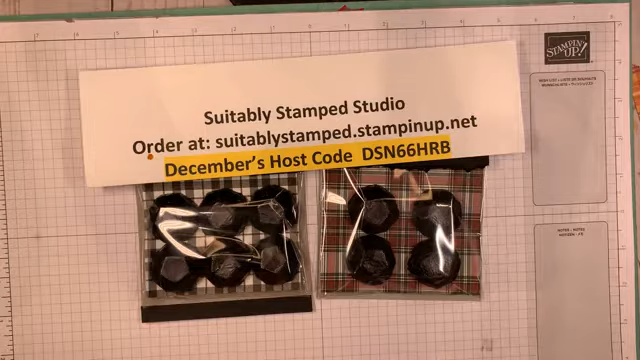 STAMPIN' UP!
Suitably Stamped Studio
Order at: suitablystamped.stampinup.net
December's Host Code DSN66HRB